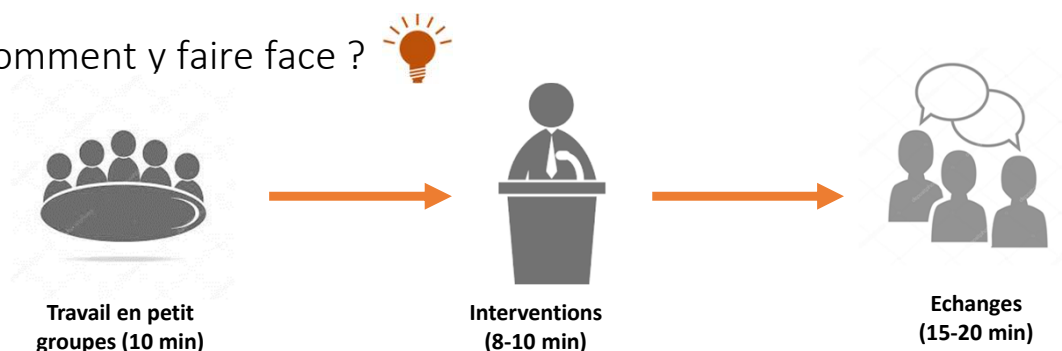 omment y faire face ?
Travail en petit
groupes (10 min)
Interventions
(8-10 min)
Echanges
(15-20 min)